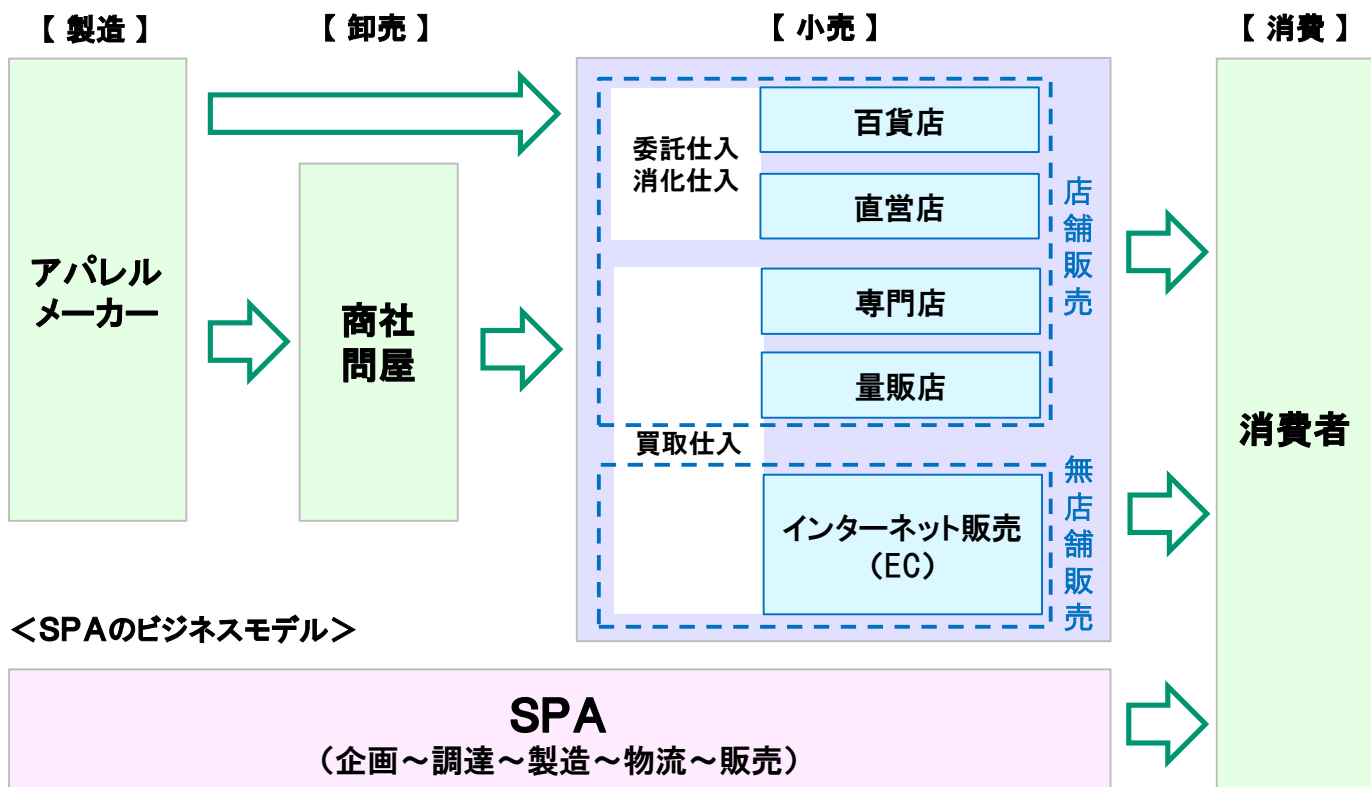 【 製造 】
【 卸売 】
【 小売 】
【 消費 】
アパレル
メーカー
商社
問屋
委託仕入
消化仕入
百貨店
直営店
専門店
量販店
店舗販売
買取仕入
インターネット販売
（EC）
無店舗販売
消費者
＜SPAのビジネスモデル＞
SPA
（企画～調達～製造～物流～販売）